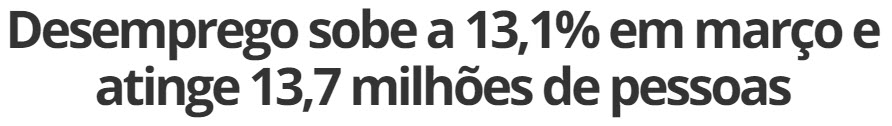 Desemprego sobe a 13,1% em março e
atinge 13,7 milhões de pessoas